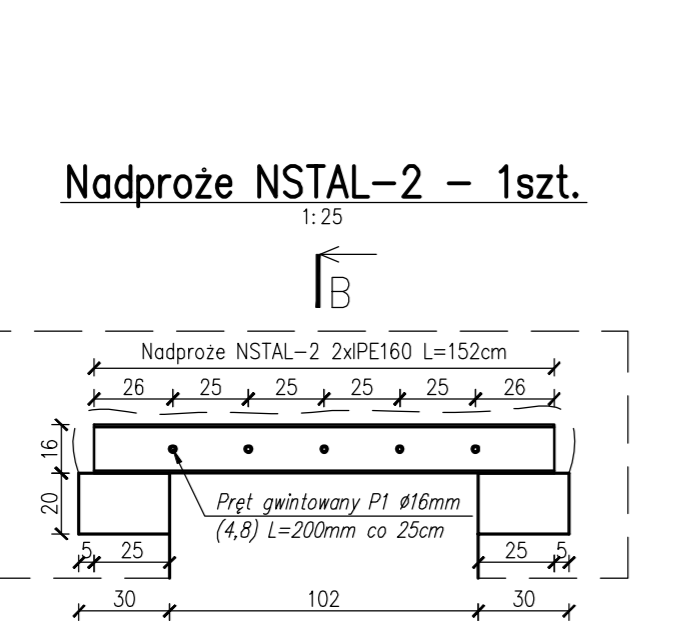 Nadproże NSTAL-2 - 1szt.
1:25
B
Nadproże NSTAL-2 2xIPE160 L=152cm
26 25 25 25 25 26
16
20
Pręt gwintowany P1 ø16mm
(4,8) L=200mm co 25cm
5 25 25 5
30 102 30